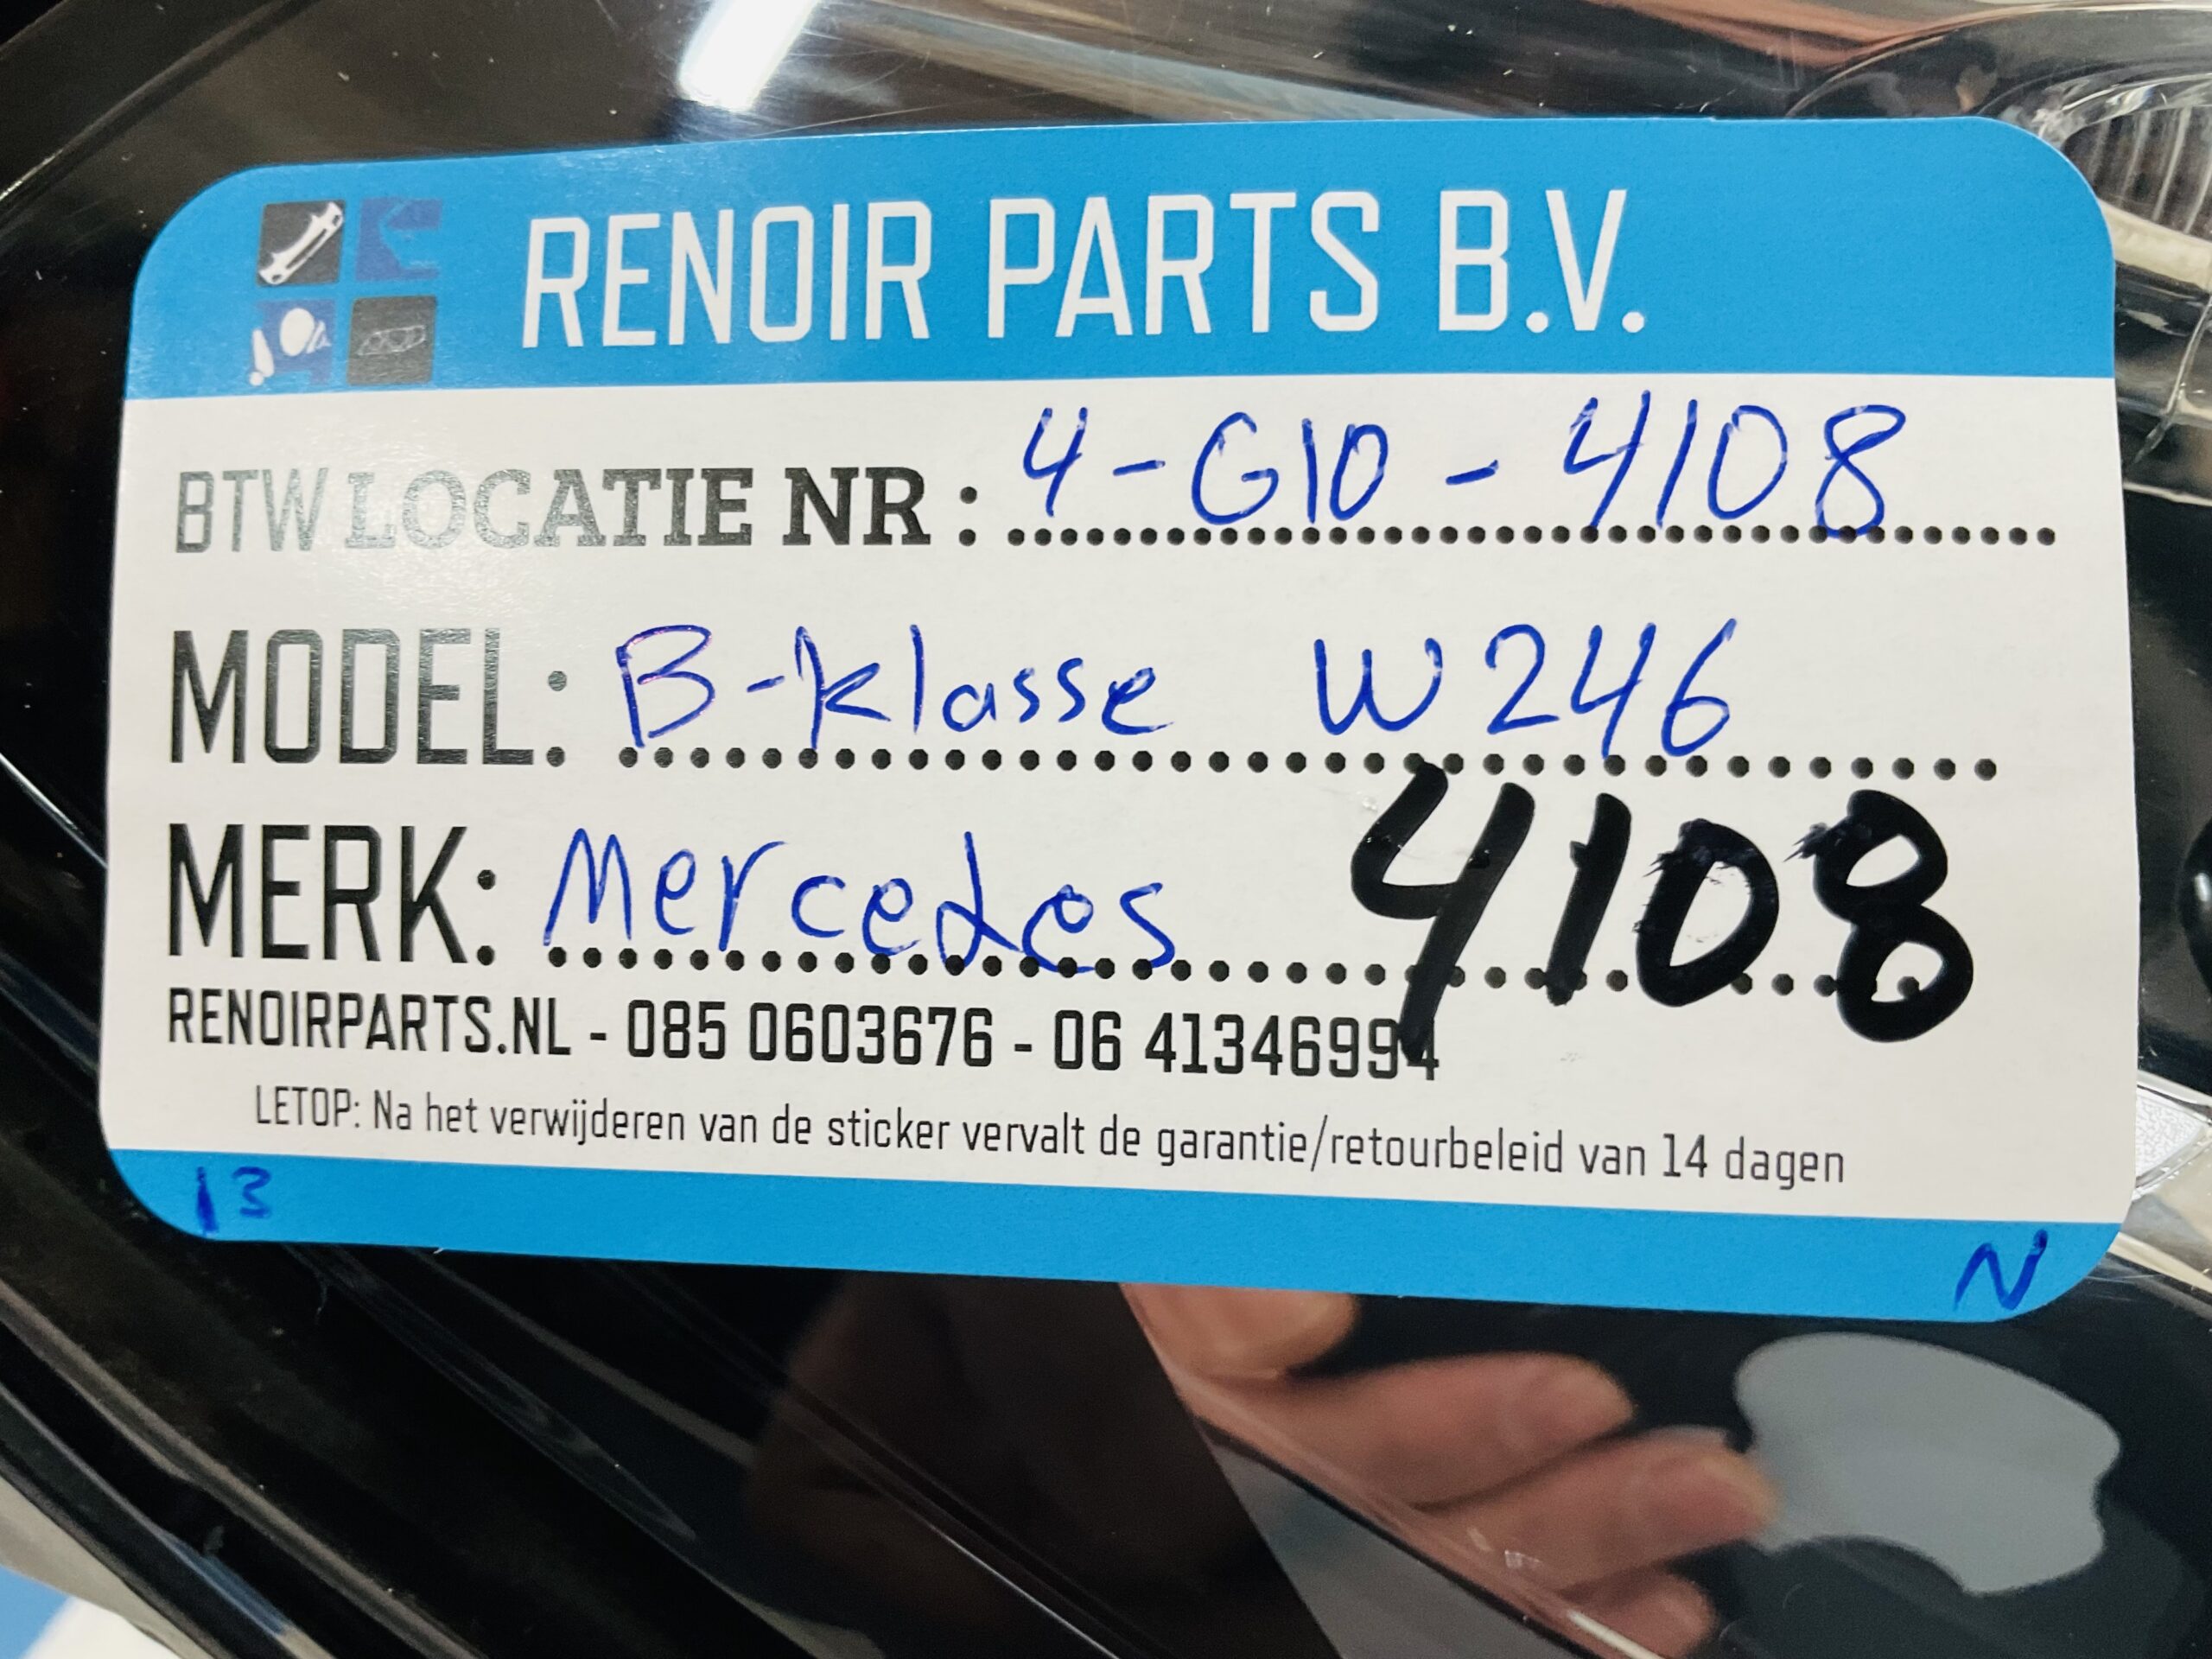 RENOIR PARTS B.V.
BTW LOCATIE NR : 4-G10-4108
MODEL: B-klasse W246
MERK: Mercedes 4108
RENOIRPARTS.NL - 085 0603676 - 06 41346994
LETOP: Na het verwijderen van de sticker vervalt de garantie/retourbeleid van 14 dagen
13
N